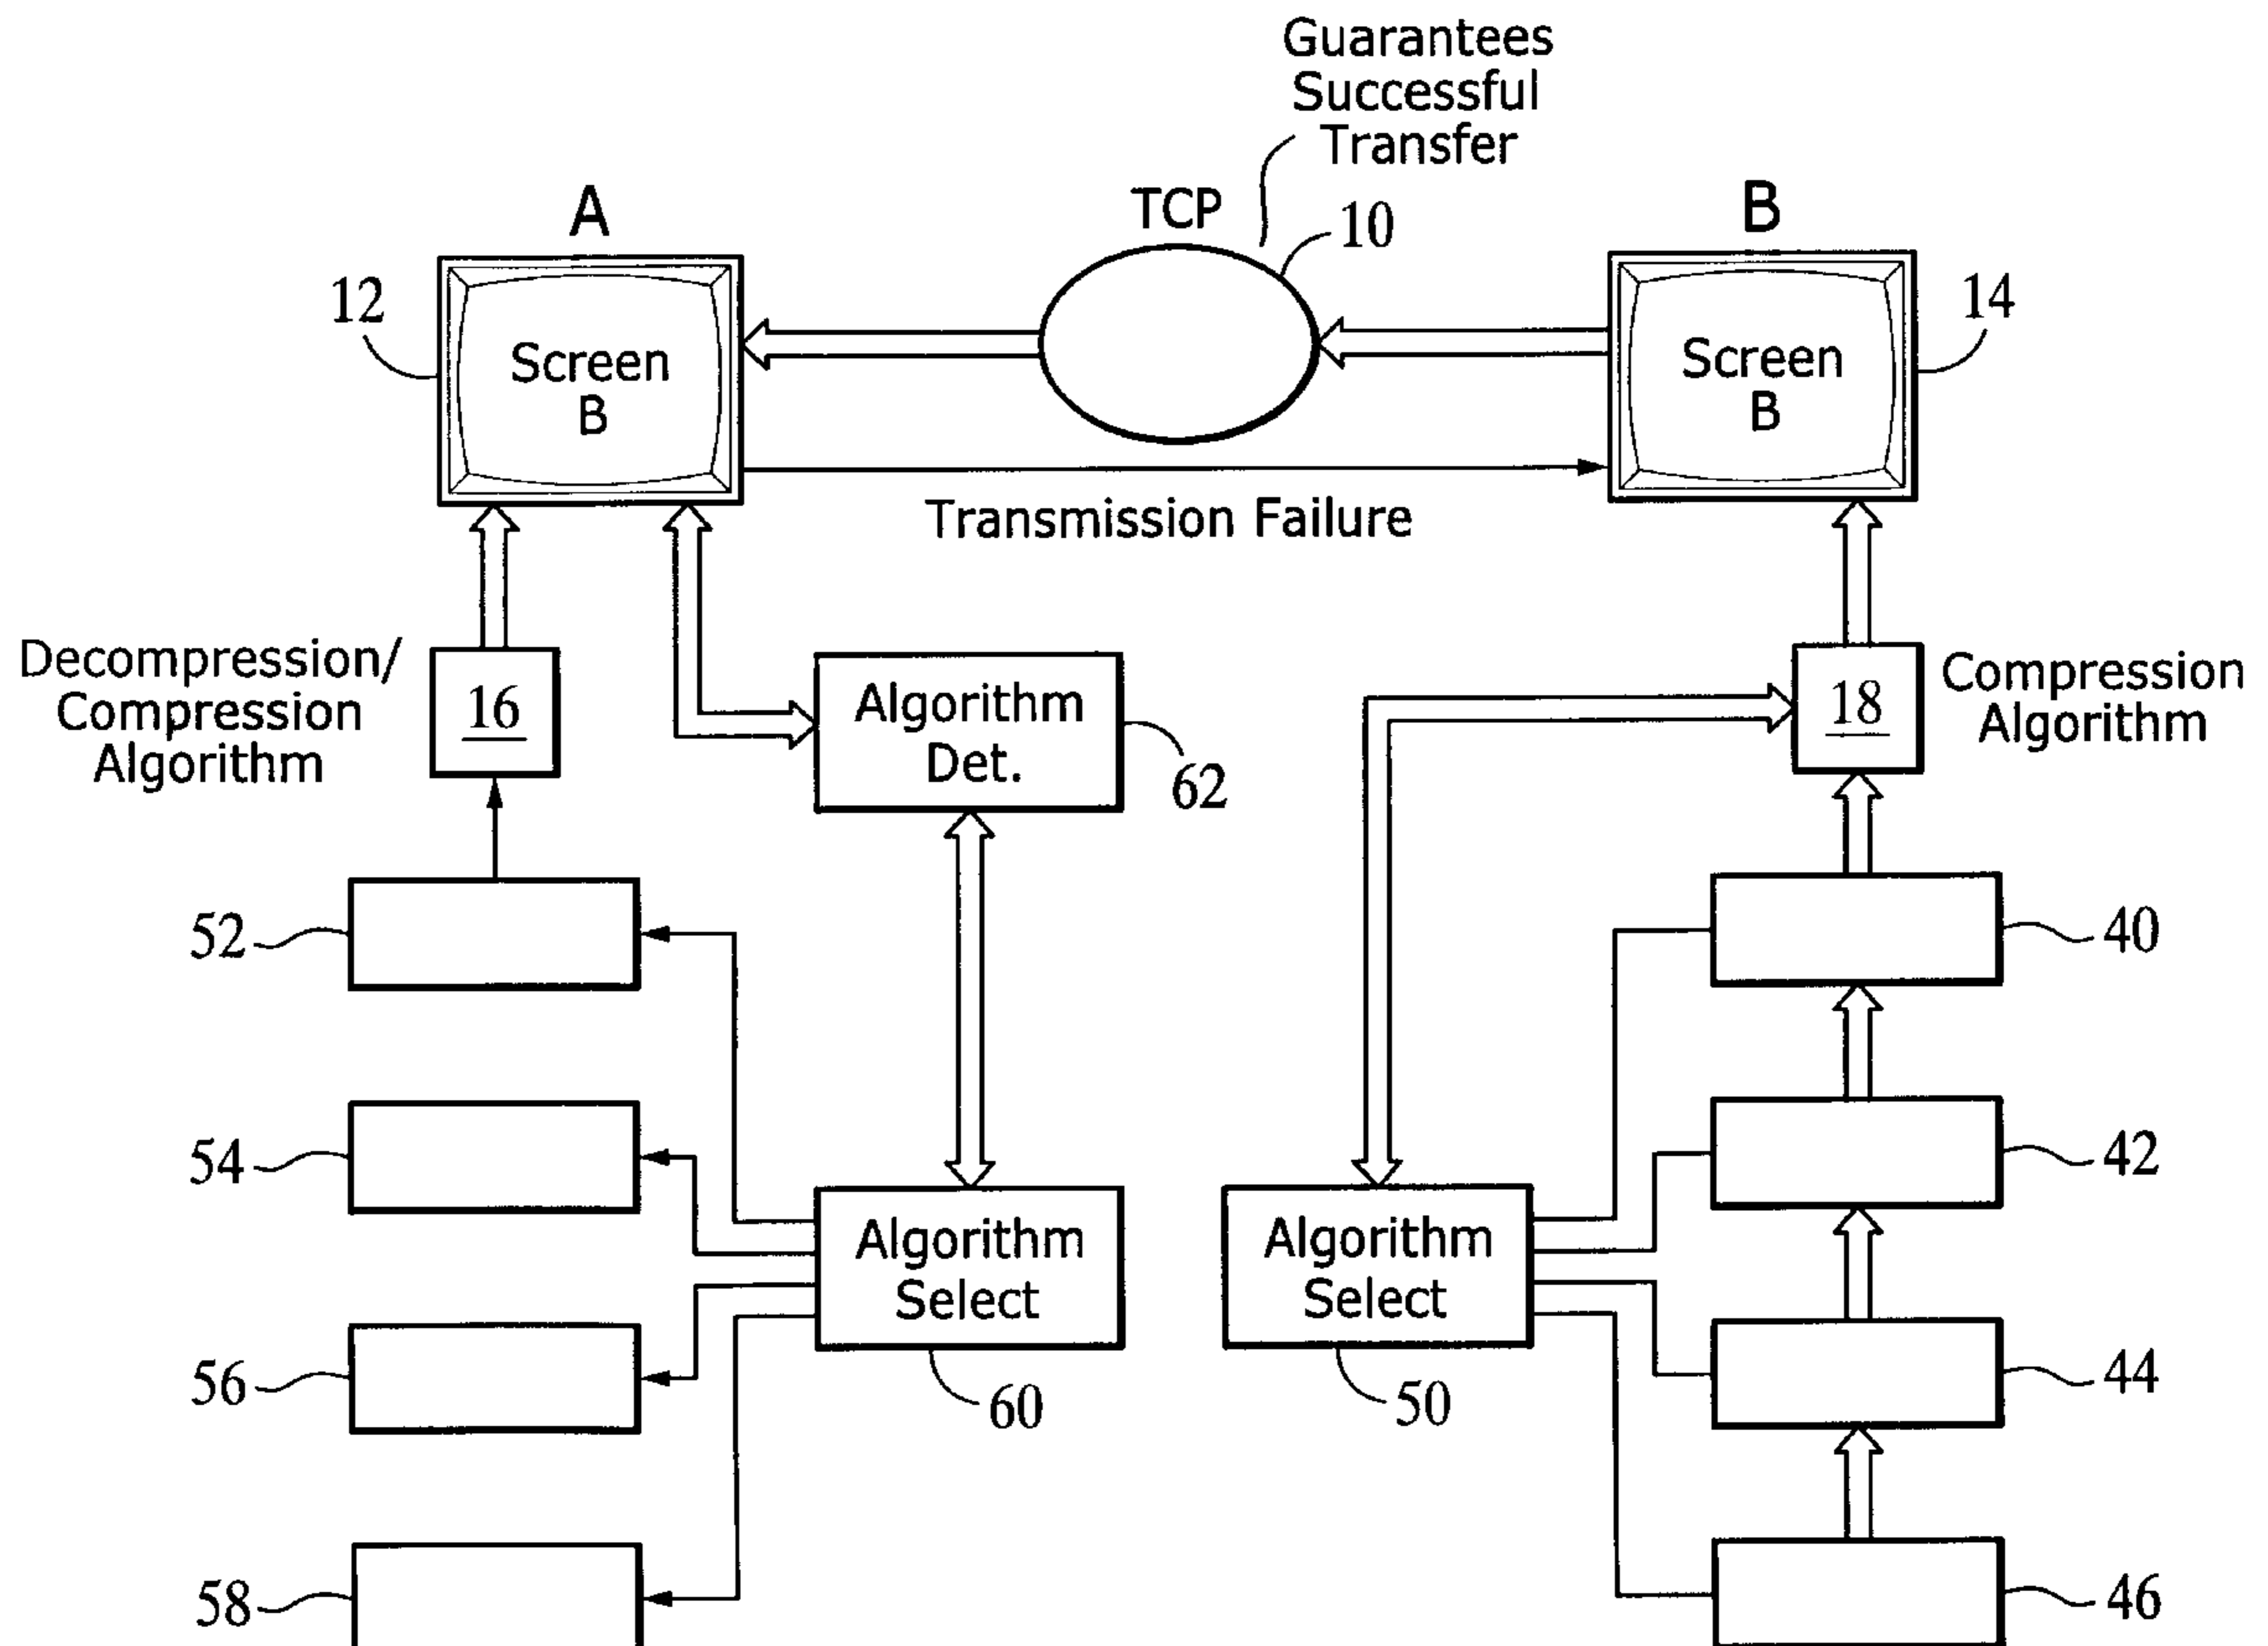 Guarantees
Successful
Transfer
TCP
10
A
B
12
Screen
B
Screen
B
14
Transmission Failure
Decompression/
Compression
Algorithm
16
Algorithm
Det.
62
18
Compression
Algorithm
52
40
54
42
Algorithm
Select
60
Algorithm
Select
50
56
44
58
46